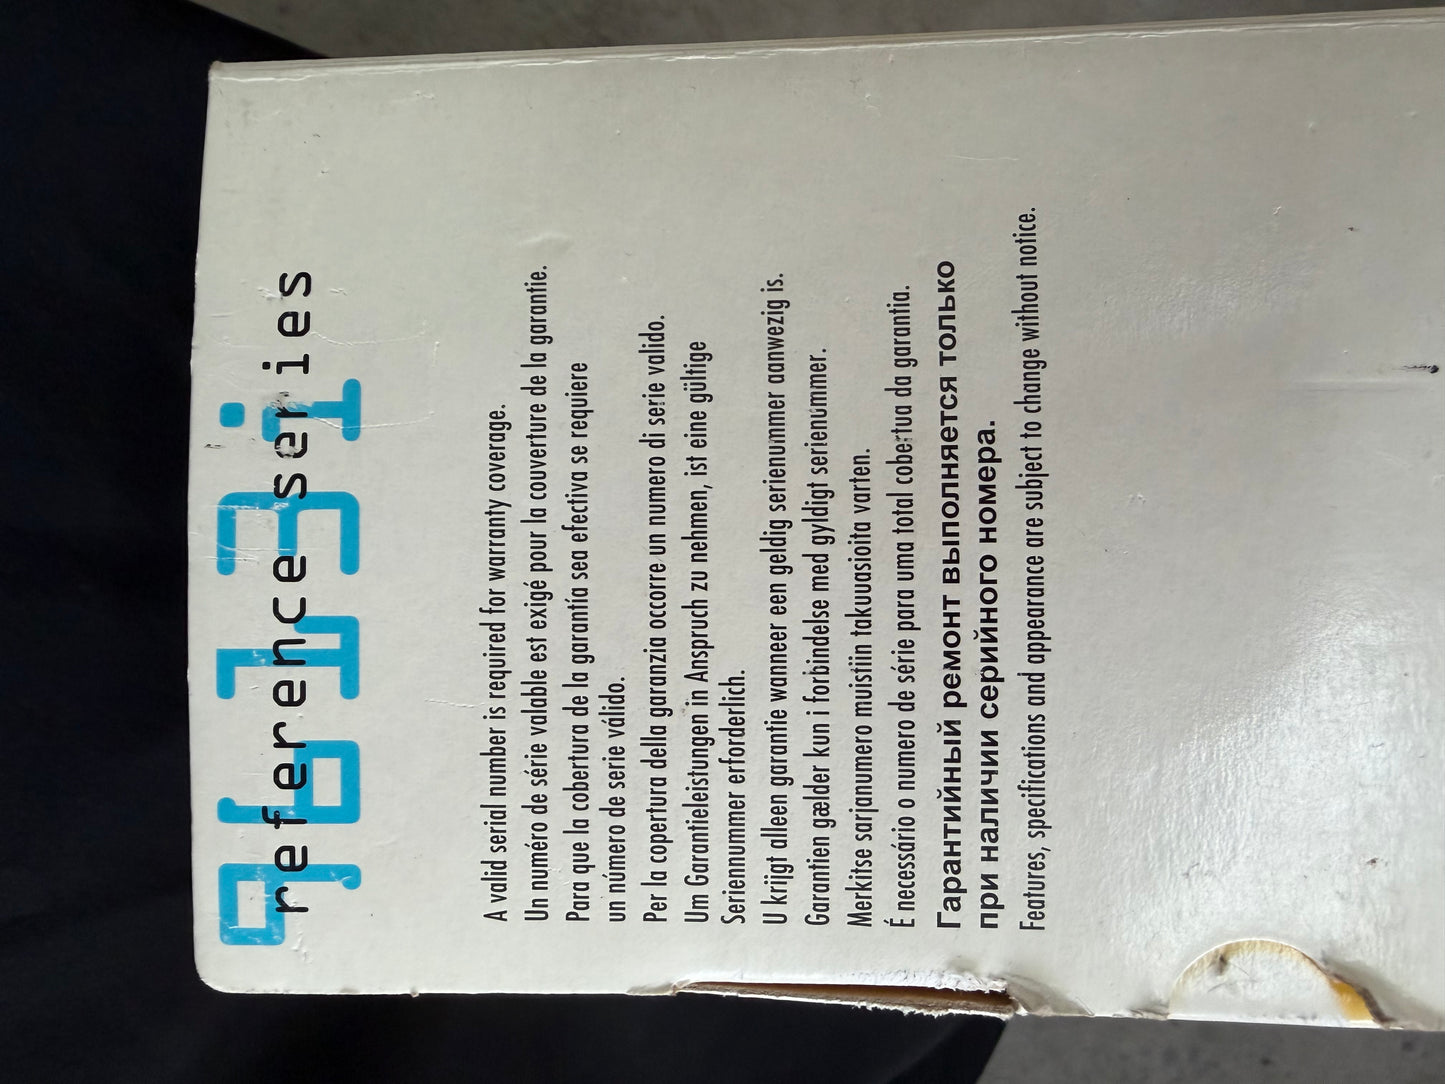 9613i
reference series
A valid serial number is required for warranty coverage.
Un numéro de série valable est exigé pour la couverture de la garantie.
Para que la cobertura de la garantía sea efectiva se requiere
un número de serie válido.
Per la copertura della garanzia occorre un numero di serie valido.
Um Garantieleistungen in Anspruch zu nehmen, ist eine gültige
Seriennummer erforderlich.
U krijgt alleen garantie wanneer een geldig serienummer aanwezig is.
Garantien gælder kun i forbindelse med gyldigt serienummer.
Merkitse sarjanumero muistiin takuuasioita varten.
É necessário o numero de série para uma total cobertua da garantia.
Гарантийный ремонт выполняется только
при наличии серийного номера.
Features, specifications and appearance are subject to change without notice.